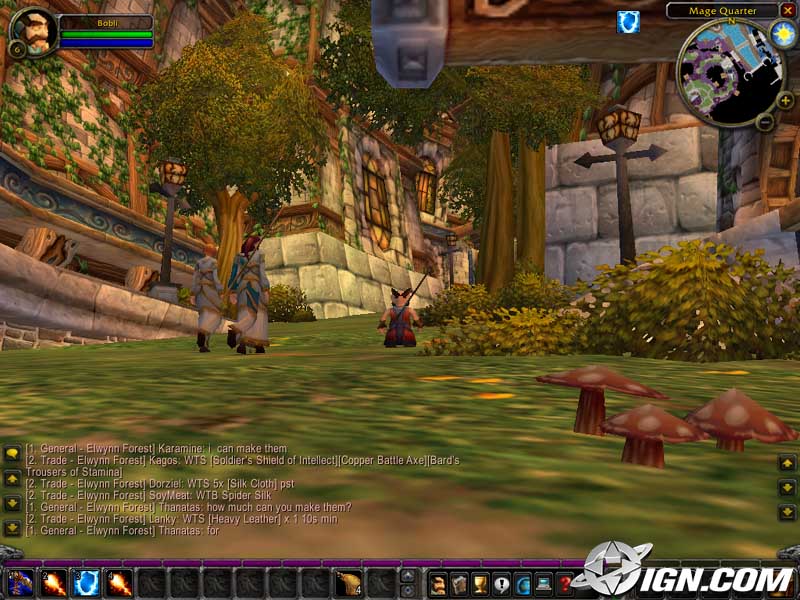 Bobli
6
Mage Quarter
N
[1. General - Elwynn Forest] Karamine: i can make them
[2. Trade - Elwynn Forest] Kagos: WTS [Soldier's Shield of Intellect][Copper Battle Axe][Bard's
Trousers of Stamina]
[2. Trade - Elwynn Forest] Dorziel: WTS 5x [Silk Cloth] pst
[2. Trade - Elwynn Forest] SoyMeat: WTB Spider Silk
[1. General - Elwynn Forest] Thanatas: how much can you make them?
[2. Trade - Elwynn Forest] Lanky: WTS [Heavy Leather] x 1 10s min
[1. General - Elwynn Forest] Thanatas: for
IGN.COM